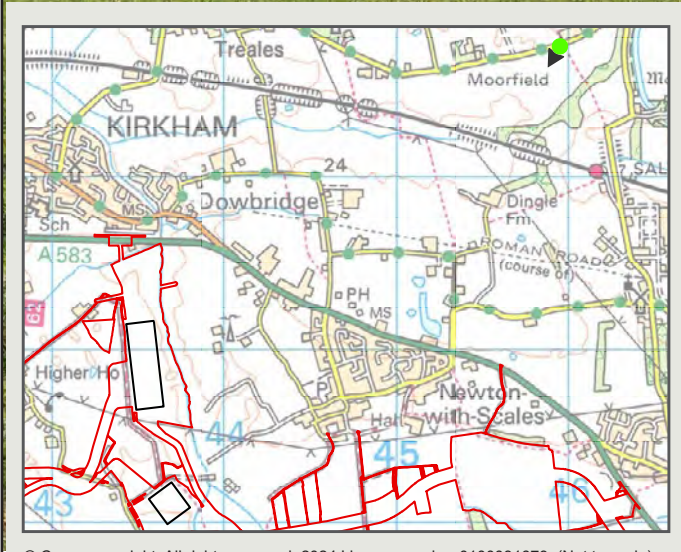 Treales
Moorfield
KIRKHAM
24
SAL
MS
Dowbridge
Dingle
Fm
Sch
A 583
ROMAN ROAD
(course of)
PH
MS
Higher Ho
P
Newton-
Hall
with-Scales
44
45
43
46